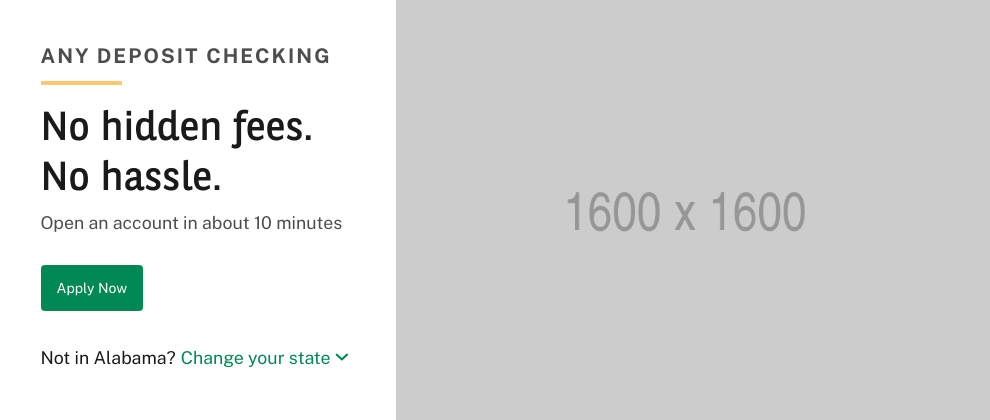 ANY DEPOSIT CHECKING
No hidden fees.
No hassle.
Open an account in about 10 minutes
Apply Now
Not in Alabama? Change your state
1600 x 1600